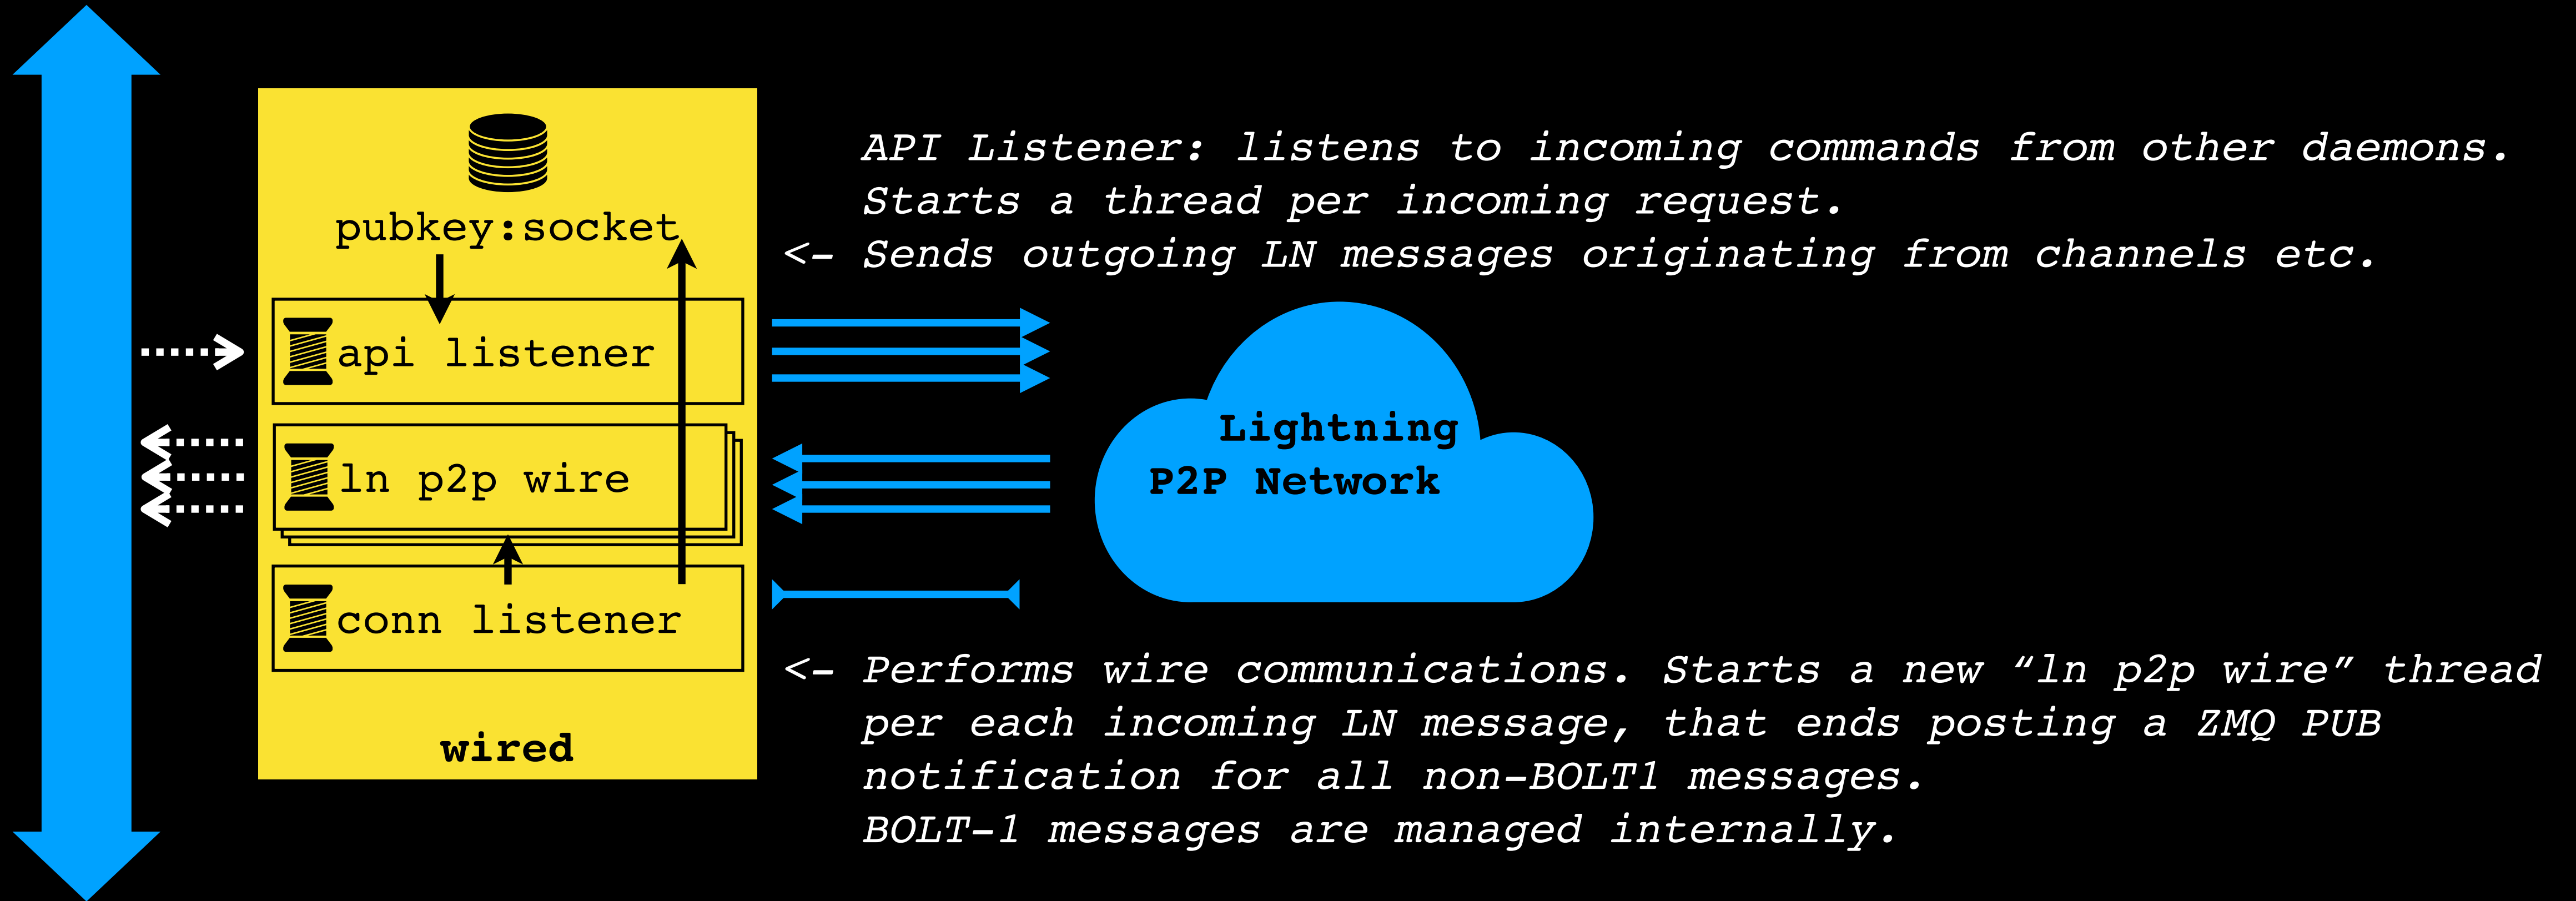 pubkey:socket
api listener
ln p2p wire
conn listener
wired
API Listener: listens to incoming commands from other daemons.
Starts a thread per incoming request.
<- Sends outgoing LN messages originating from channels etc.
Lightning
P2P Network
<- Performs wire communications. Starts a new “ln p2p wire” thread
per each incoming LN message, that ends posting a ZMQ PUB
notification for all non-BOLT1 messages.
BOLT-1 messages are managed internally.